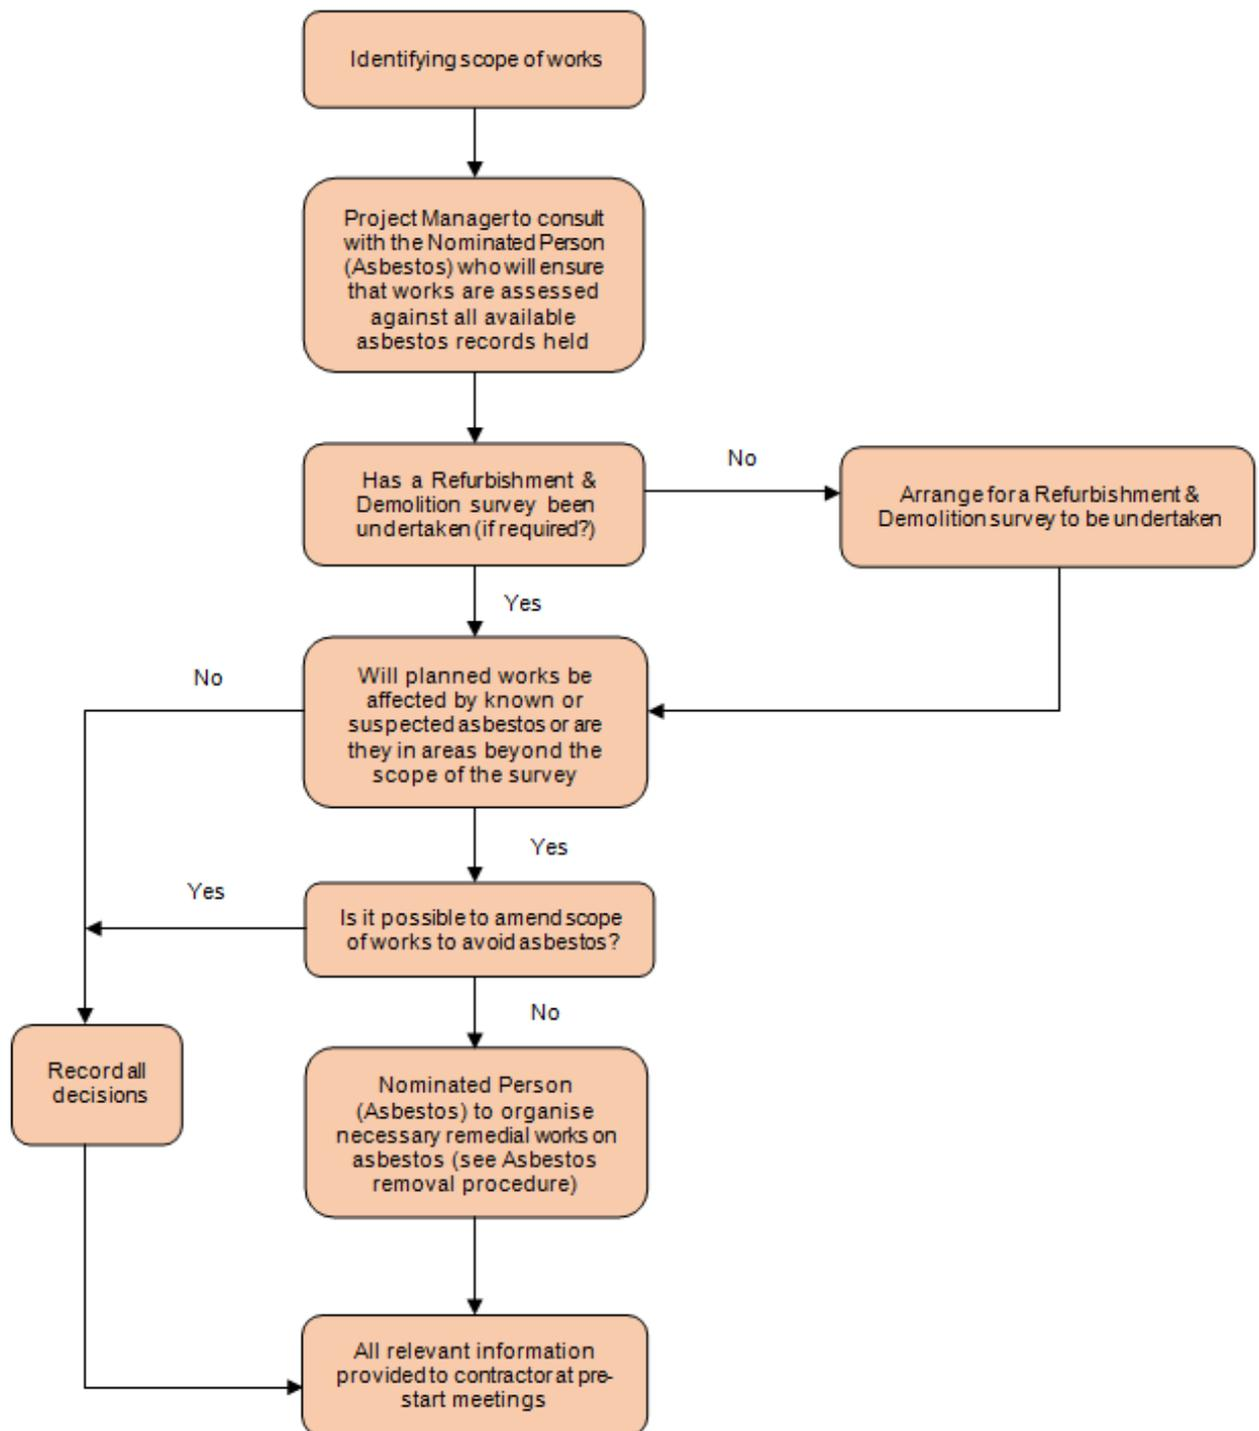 Identifying scope of works
Project Manager to consult
with the Nominated Person
(Asbestos) who will ensure
that works are assessed
against all available
asbestos records held
Has a Refurbishment &
Demolition survey been
undertaken (if required?)
No
Arrange for a Refurbishment &
Demolition survey to be undertaken
Yes
Will planned works be
affected by known or
suspected asbestos or are
they in areas beyond the
scope of the survey
No
Yes
Is it possible to amend scope
of works to avoid asbestos?
Yes
No
Record all
decisions
Nominated Person
(Asbestos) to organise
necessary remedial works on
asbestos (see Asbestos
removal procedure)
All relevant information
provided to contractor at pre-
start meetings